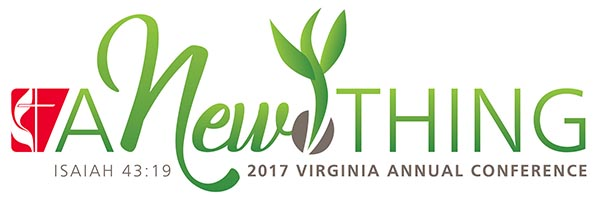 A New THING
ISAIAH 43:19 2017 VIRGINIA ANNUAL CONFERENCE